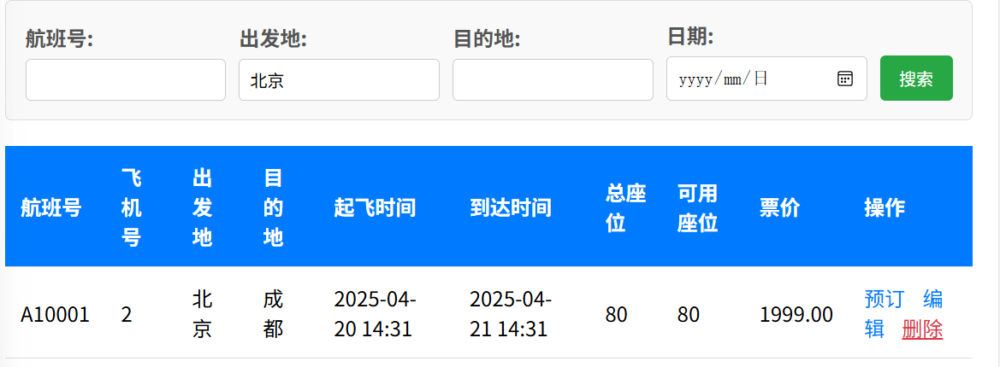 航班号: 出发地: 目的地: 日期:
北京 yyyy/mm/日 搜索
航班号 飞机号 出发地 目的地 起飞时间 到达时间 总座位 可用座位 票价 操作
A10001 2 北京 成都 2025-04-20 14:31 2025-04-21 14:31 80 80 1999.00 预订 编辑 删除